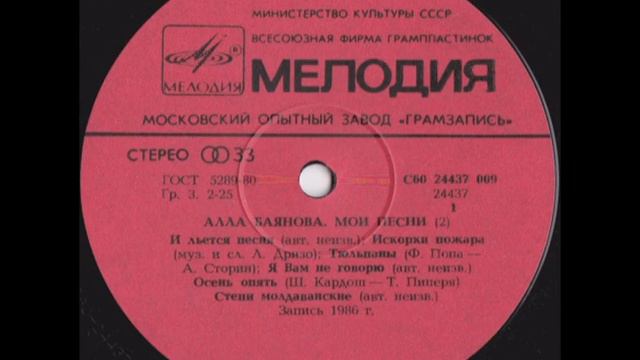 МИНИСТЕРСТВО КУЛЬТУРЫ СССР
ВСЕСОЮЗНАЯ ФИРМА ГРАМПЛАСТИНОК
МЕЛОДИЯ
МЕЛОДИЯ
МОСКОВСКИЙ ОПЫТНЫЙ ЗАВОД «ГРАМЗАПИСЬ»
СТЕРЕО 33
ГОСТ 5289-80
Гр. 3. 2-25
С60 24437 009
24437
1
АЛЛА БАЯНОВА. МОИ ПЕСНИ (2)
И льется песня (авт. неизв.); Искорки пожара
(муз. и сл. Л. Дризо); Тюльпаны (Ф. Попа —
А. Сторин); Я Вам не говорю (авт. неизв.)
Осень опять (Ш. Кардош — Т. Пиперя)
Степи молдаванские (авт. неизв.)
Запись 1986 г.